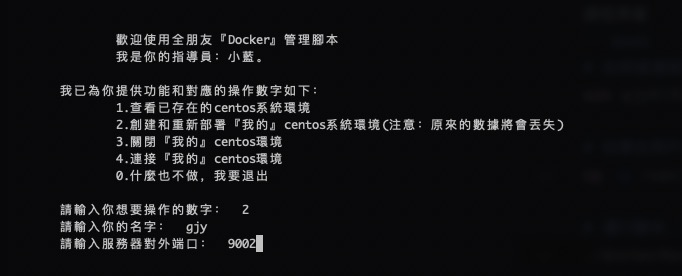 歡迎使用全朋友『Docker』管理腳本
我是你的指導員：小藍。
我已為你提供功能和對應的操作數字如下：
1.查看已存在的centos系統環境
2.創建和重新部署『我的』centos系統環境(注意：原來的數據將會丟失)
3.關閉『我的』centos環境
4.連接『我的』centos環境
0.什麼也不做，我要退出
請輸入你想要操作的數字： 2
請輸入你的名字： gjy
請輸入服務器對外端口： 9002